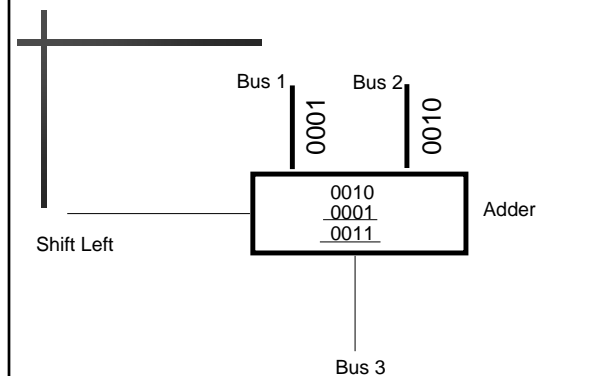 Bus 1
Bus 2
0001
0010
0010
0001
0011
Adder
Shift Left
Bus 3